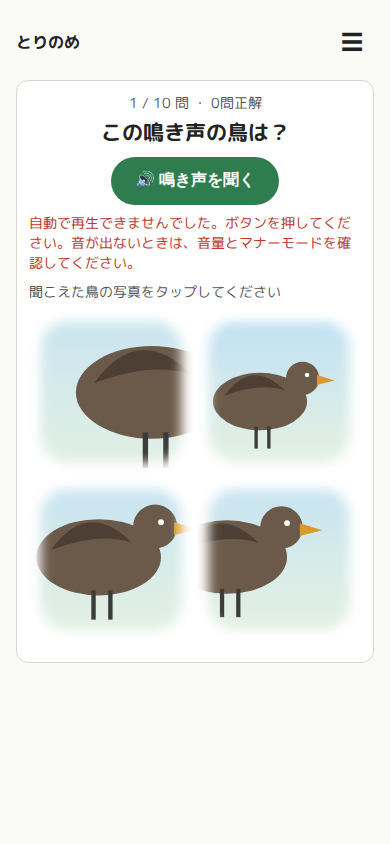 とりのめ
1 / 10 問 · 0問正解
この鳴き声の鳥は？
🔊 鳴き声を聞く
自動で再生できませんでした。ボタンを押してくだ
さい。音が出ないときは、音量とマナーモードを確
認してください。
聞こえた鳥の写真をタップしてください